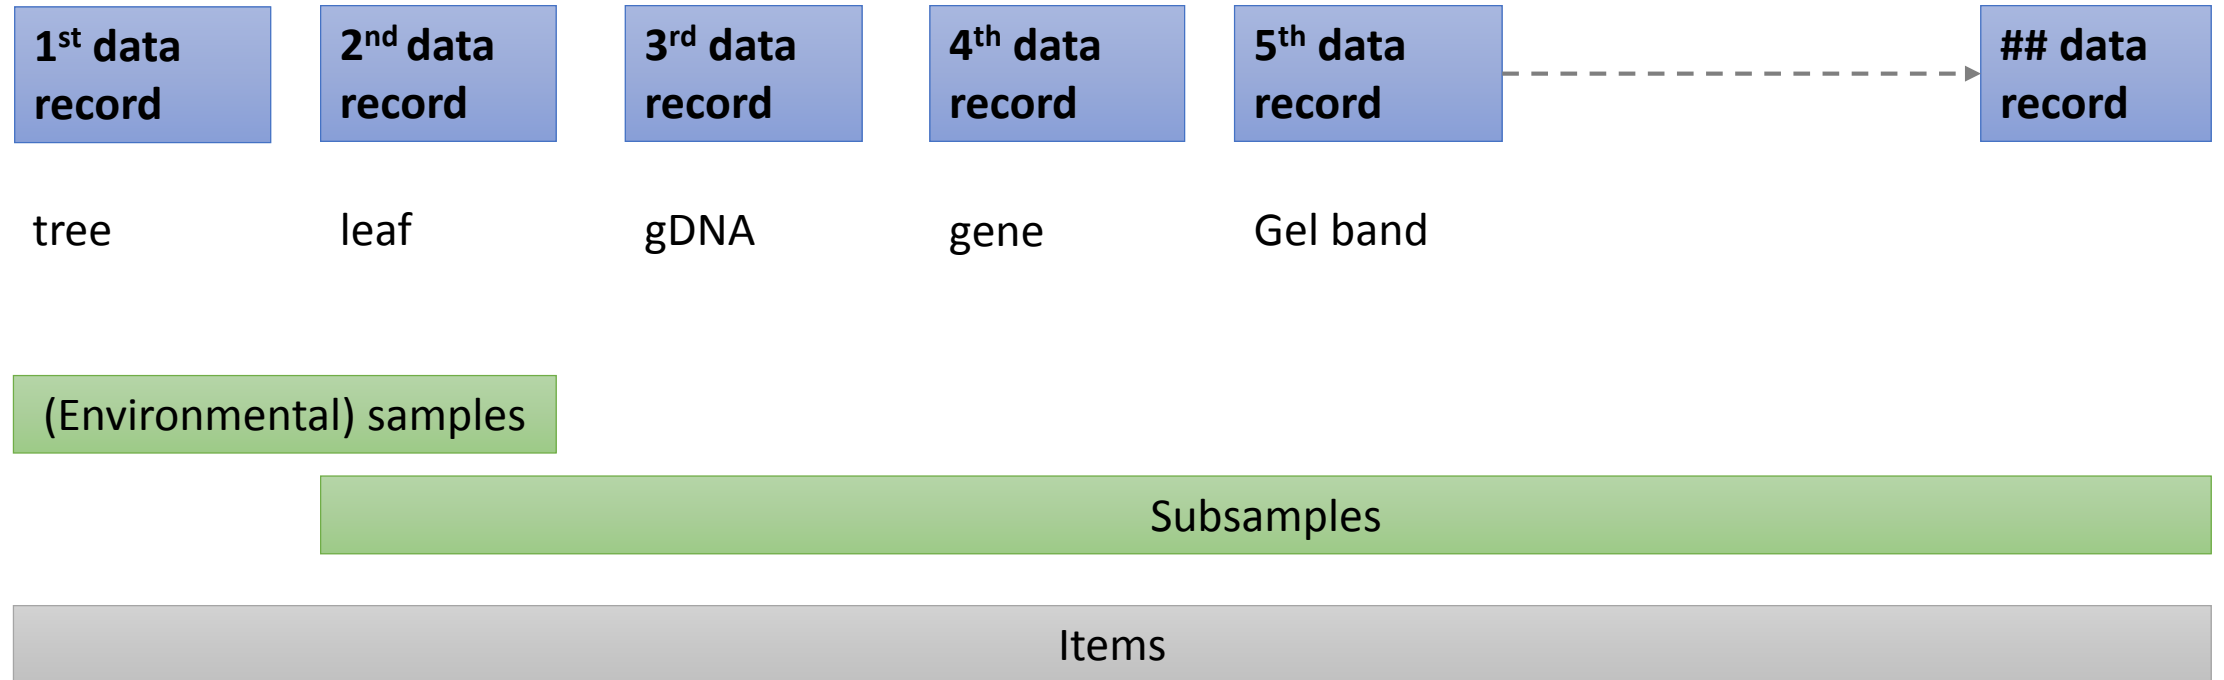 1st data
record
2nd data
record
3rd data
record
4th data
record
5th data
record
## data
record
tree
leaf
gDNA
gene
Gel band
(Environmental) samples
Subsamples
Items